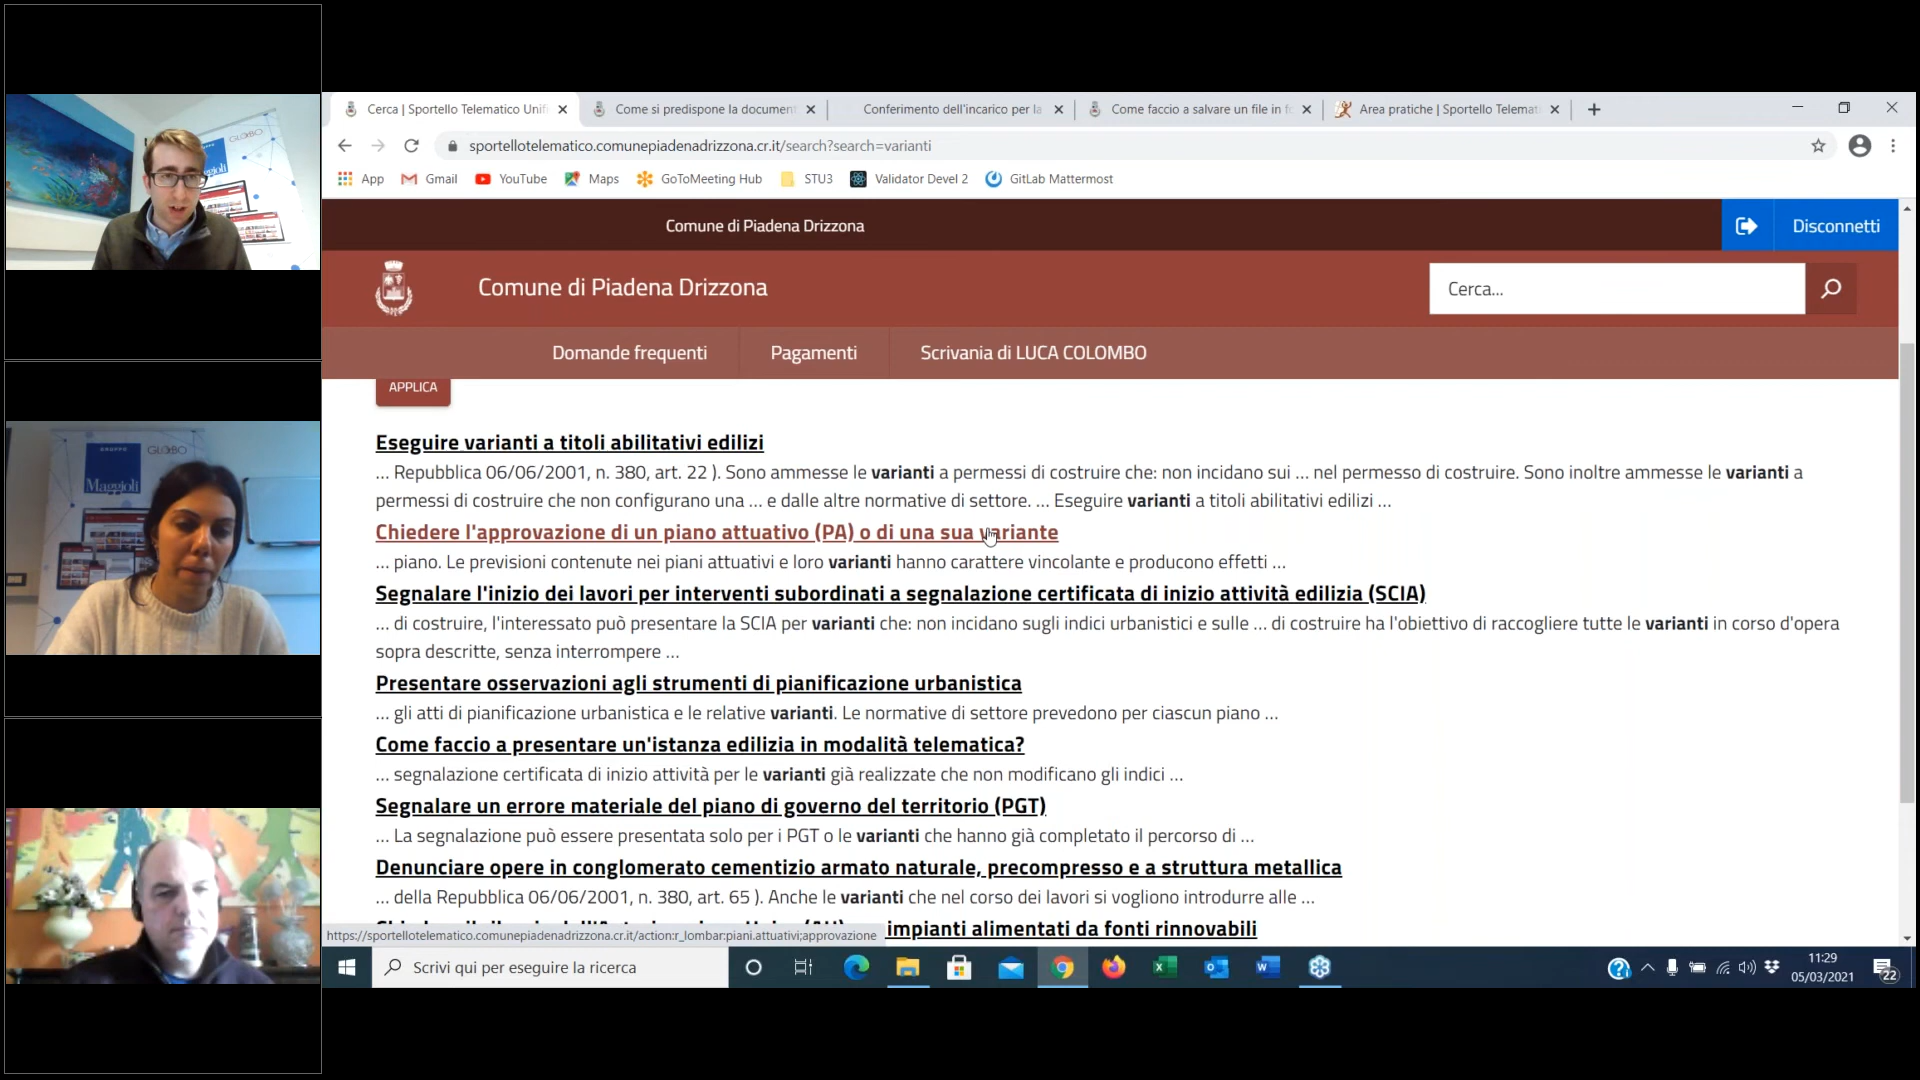 Cerca | Sportello Telematico Unifi
Come si predispone la document
Conferimento dell'incarico per la
Come faccio a salvare un file in fo
Area pratiche | Sportello Telemat
sportellotelematico.comunepiadenadrizzona.cr.it/search?search=varianti
App Gmail YouTube Maps GoToMeeting Hub STU3 Validator Devel 2 GitLab Mattermost
Comune di Piadena Drizzona
Disconnetti
Comune di Piadena Drizzona
Cerca...
Domande frequenti Pagamenti Scrivania di LUCA COLOMBO
APPLICA
Eseguire varianti a titoli abilitativi edilizi
... Repubblica 06/06/2001, n. 380, art. 22 ). Sono ammesse le varianti a permessi di costruire che: non incidano sui ... nel permesso di costruire. Sono inoltre ammesse le varianti a
permessi di costruire che non configurano una ... e dalle altre normative di settore. ... Eseguire varianti a titoli abilitativi edilizi ...
Chiedere l'approvazione di un piano attuativo (PA) o di una sua variante
... piano. Le previsioni contenute nei piani attuativi e loro varianti hanno carattere vincolante e producono effetti ...
Segnalare l'inizio dei lavori per interventi subordinati a segnalazione certificata di inizio attività edilizia (SCIA)
... di costruire, l'interessato può presentare la SCIA per varianti che: non incidano sugli indici urbanistici e sulle ... di costruire ha l'obiettivo di raccogliere tutte le varianti in corso d'opera
sopra descritte, senza interrompere ...
Presentare osservazioni agli strumenti di pianificazione urbanistica
... gli atti di pianificazione urbanistica e le relative varianti. Le normative di settore prevedono per ciascun piano ...
Come faccio a presentare un'istanza edilizia in modalità telematica?
... segnalazione certificata di inizio attività per le varianti già realizzate che non modificano gli indici ...
Segnalare un errore materiale del piano di governo del territorio (PGT)
... La segnalazione può essere presentata solo per i PGT o le varianti che hanno già completato il percorso di ...
Denunciare opere in conglomerato cementizio armato naturale, precompresso e a struttura metallica
... della Repubblica 06/06/2001, n. 380, art. 65 ). Anche le varianti che nel corso dei lavori si vogliono introdurre alle ...
impianti alimentati da fonti rinnovabili
https://sportellotelematico.comunepiadenadrizzona.cr.it/action:r_lombar:piani.attuativi;approvazione
Scrivi qui per eseguire la ricerca
11:29
05/03/2021
22
GLOBO
GRUPPO
Maggioli
GLOBO